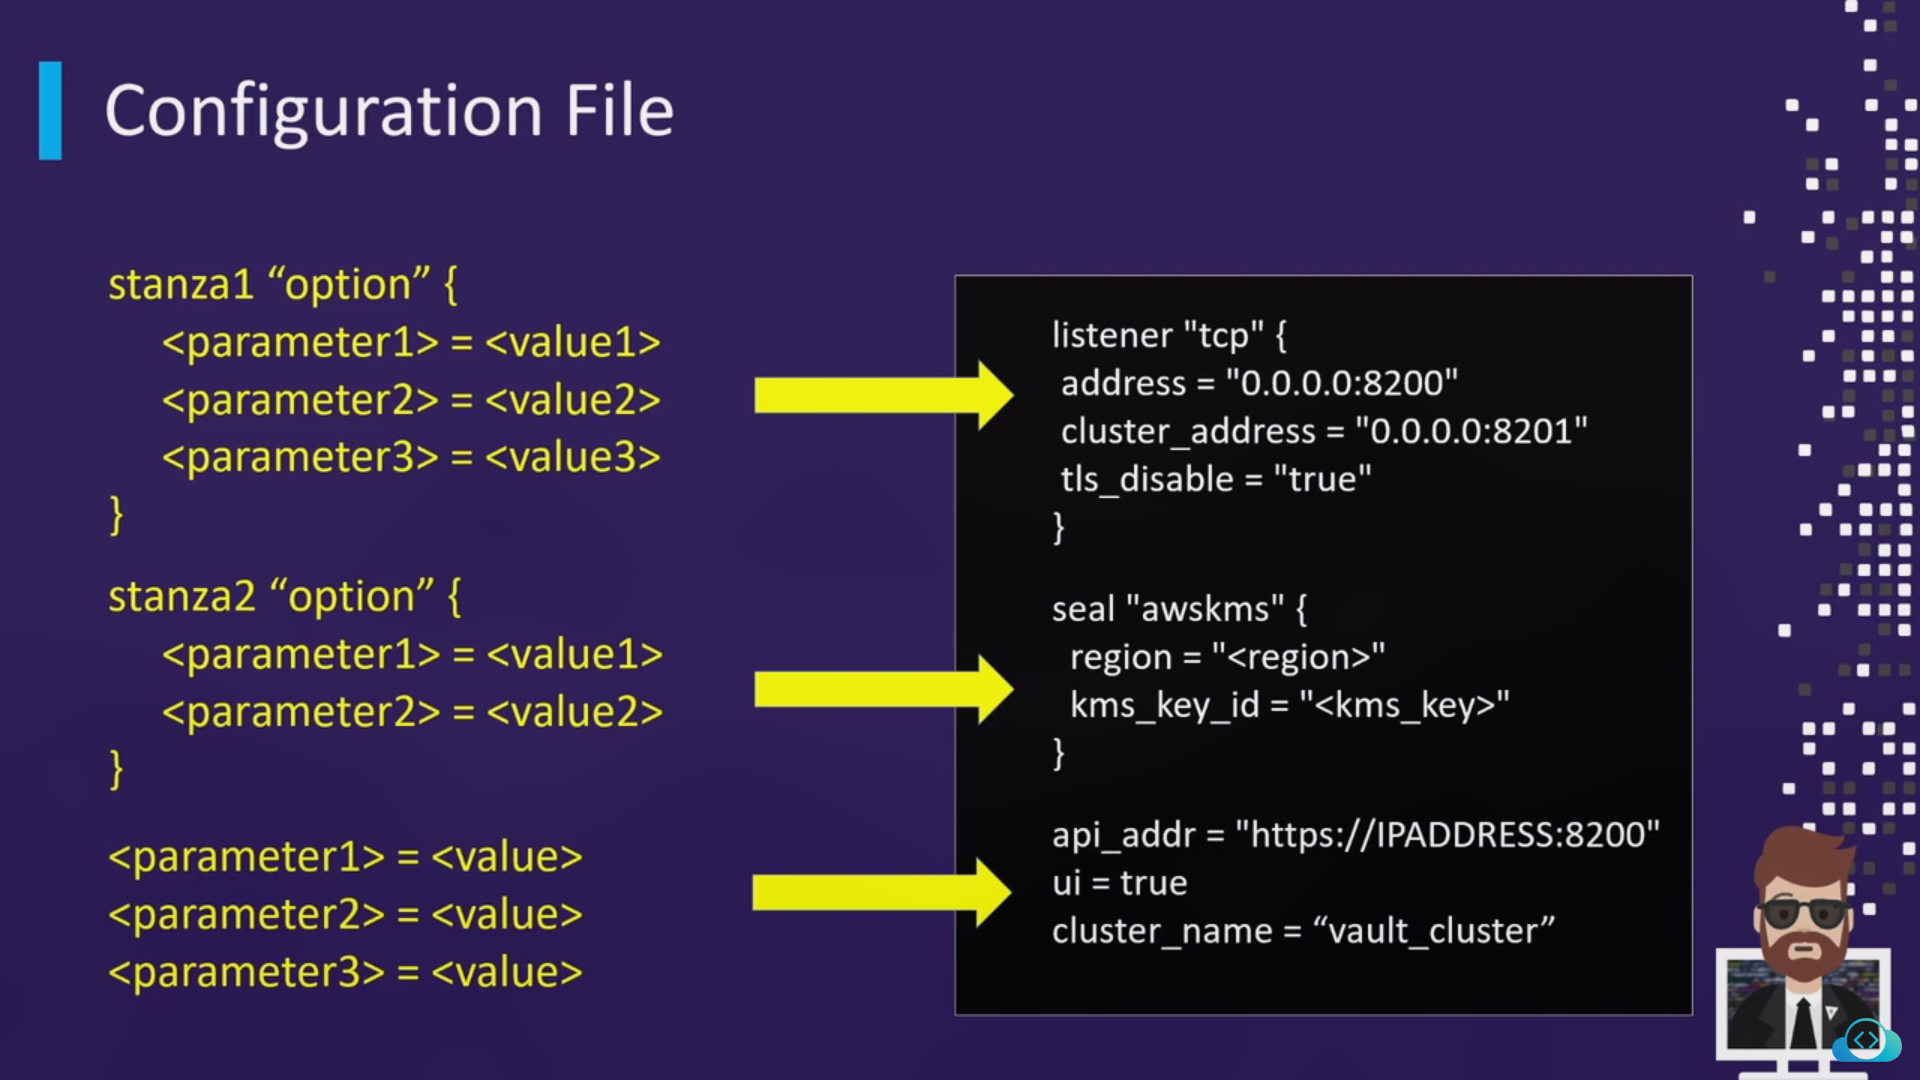 Configuration File
stanza1 “option” {
<parameter1> = <value1>
<parameter2> = <value2>
<parameter3> = <value3>
}
stanza2 “option” {
<parameter1> = <value1>
<parameter2> = <value2>
}
<parameter1> = <value>
<parameter2> = <value>
<parameter3> = <value>
listener "tcp" {
address = "0.0.0.0:8200"
cluster_address = "0.0.0.0:8201"
tls_disable = "true"
}
seal "awskms" {
region = "<region>"
kms_key_id = "<kms_key>"
}
api_addr = "https://IPADDRESS:8200"
ui = true
cluster_name = “vault_cluster”